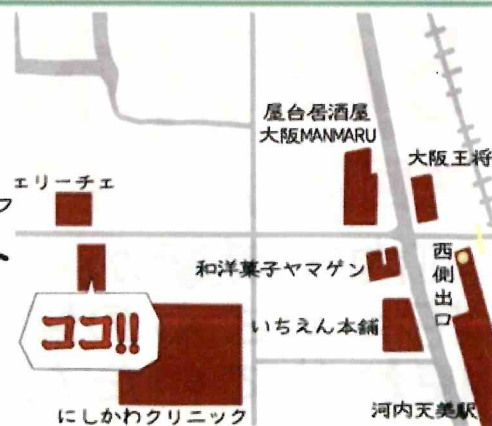 屋台居酒屋
大阪MANMARU
大阪王将
ェリーチェ
フ
和洋菓子ヤマゲン
西側出口
ココ!!
いちえん本舗
にしかわクリニック
河内天美駅